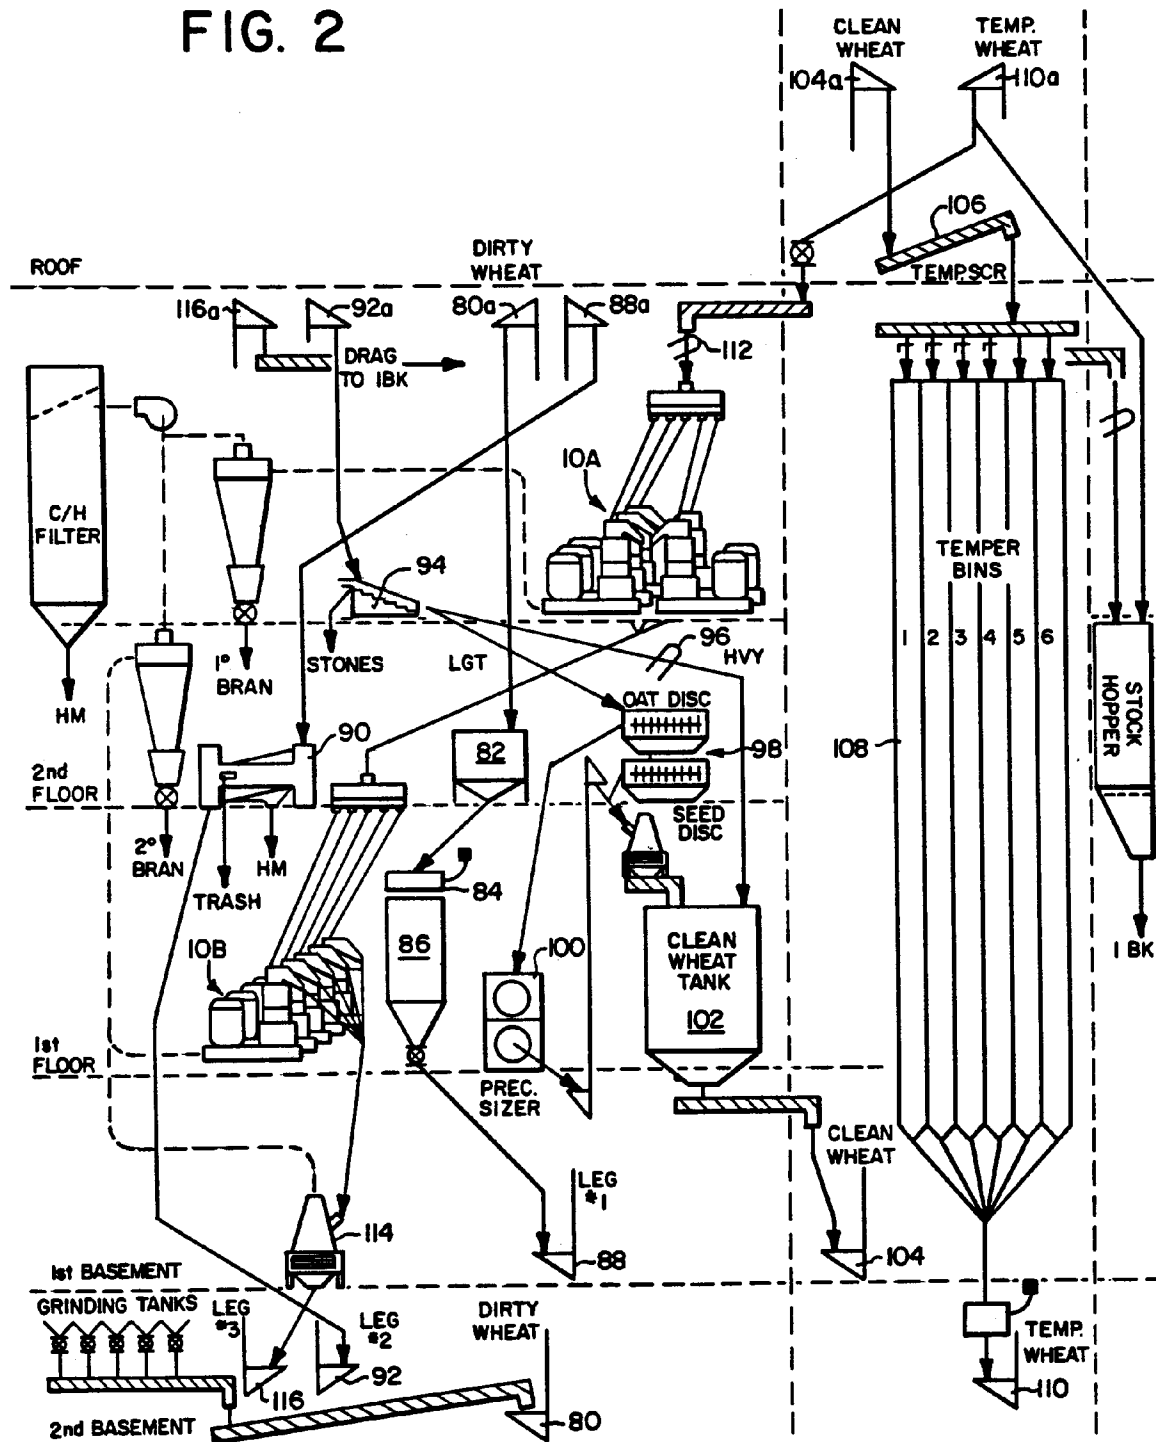 FIG. 2
CLEAN
WHEAT
TEMP.
WHEAT
104a
110a
106
ROOF
DIRTY
WHEAT
TEMP.SCR
116a
92a
80a
88a
112
DRAG
TO 1BK
10A
C/H
FILTER
94
TEMPER
BINS
1
2
3
4
5
6
STONES
LGT
96
HVY
1° 
BRAN
HM
OAT DISC
STOCK
HOPPER
90
82
98
108
2nd
FLOOR
SEED
DISC
2°
BRAN
HM
TRASH
84
86
10B
100
CLEAN
WHEAT
TANK
102
1 BK
1st
FLOOR
PREC.
SIZER
CLEAN
WHEAT
LEG
#1
114
88
104
1st BASEMENT
GRINDING TANKS
LEG
#3
LEG
#2
DIRTY
WHEAT
TEMP.
WHEAT
116
92
110
2nd BASEMENT
80